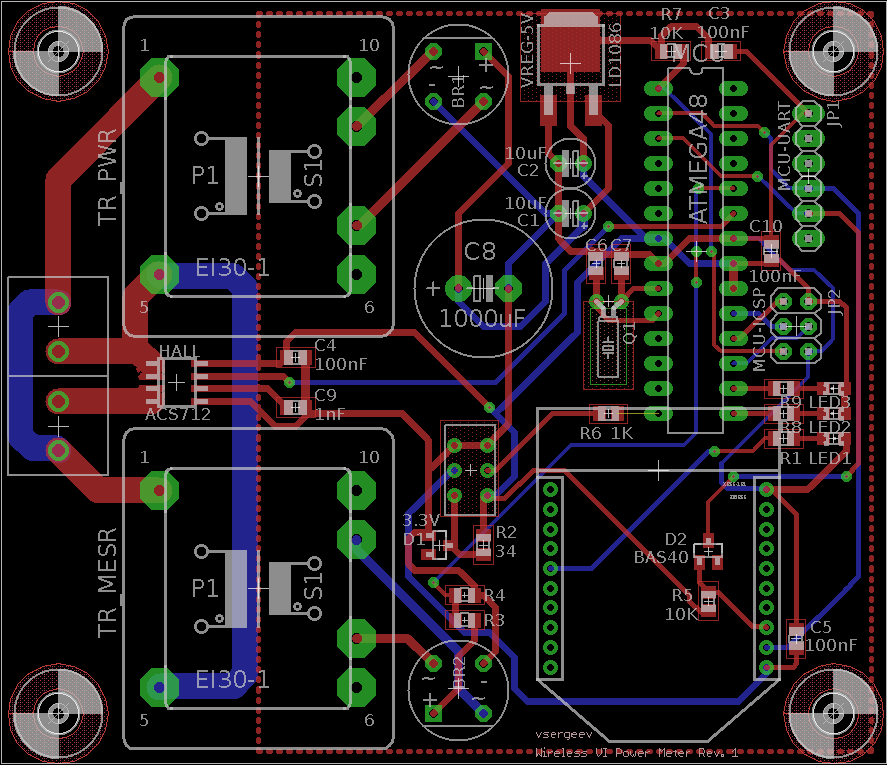 1
10
TR_PWR
P1
S1
EI30-1
5
6
~
~
+
BR1
VREG-5V
LD1086
R7
10K
C3
100nF
MCU
ATMEGA48
MCU-UART
JP1
10uF
C2
+
10uF
C1
+
C8
+
1000uF
C6
C7
Q1
C10
100nF
MCU-ICSP
JP2
HALL
ACS712
C4
100nF
C9
1nF
R6 1K
R9 LED3
R8 LED2
R1 LED1
1
10
TR_MESR
P1
S1
EI30-1
5
6
3.3V
D1
R2
34
R4
R3
BR2
~
~
+
-
D2
BAS40
R5
10K
C5
100nF
vsergeev
Wireless VI Power Meter Rev. 1